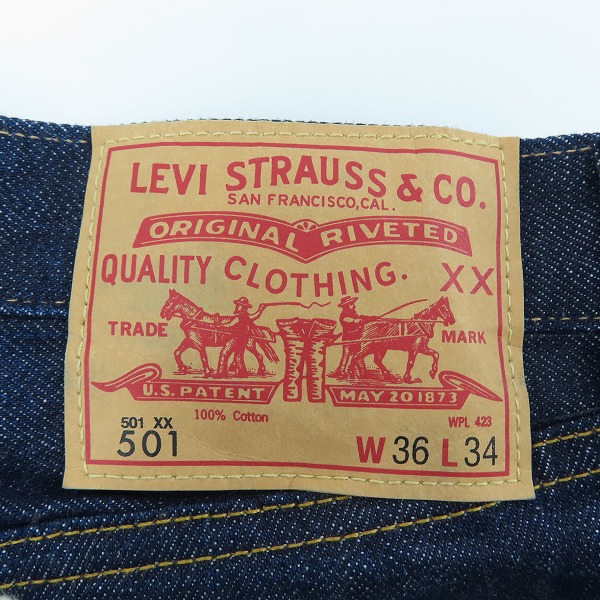 LEVI STRAUSS & CO.
SAN FRANCISCO, CAL.
ORIGINAL RIVETED
QUALITY CLOTHING. XX
TRADE MARK
U.S. PATENT MAY 20 1873
100% Cotton WPL 423
501 XX
501 W 36 L 34